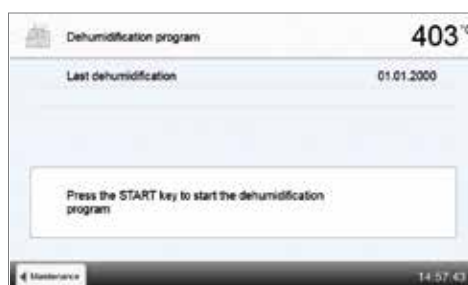 Dehumidification program 403 °C
Last dehumidification 01.01.2000
Press the START key to start the dehumidification
program
Maintenance 14:57:43